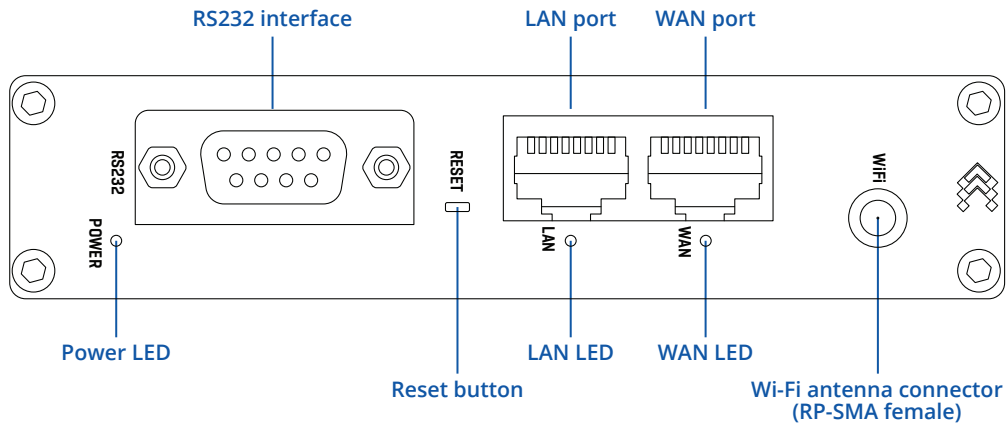 RS232 interface
LAN port
WAN port
RS232
RESET
WiFi
POWER
LAN
WAN
Power LED
LAN LED
WAN LED
Reset button
Wi-Fi antenna connector
(RP-SMA female)